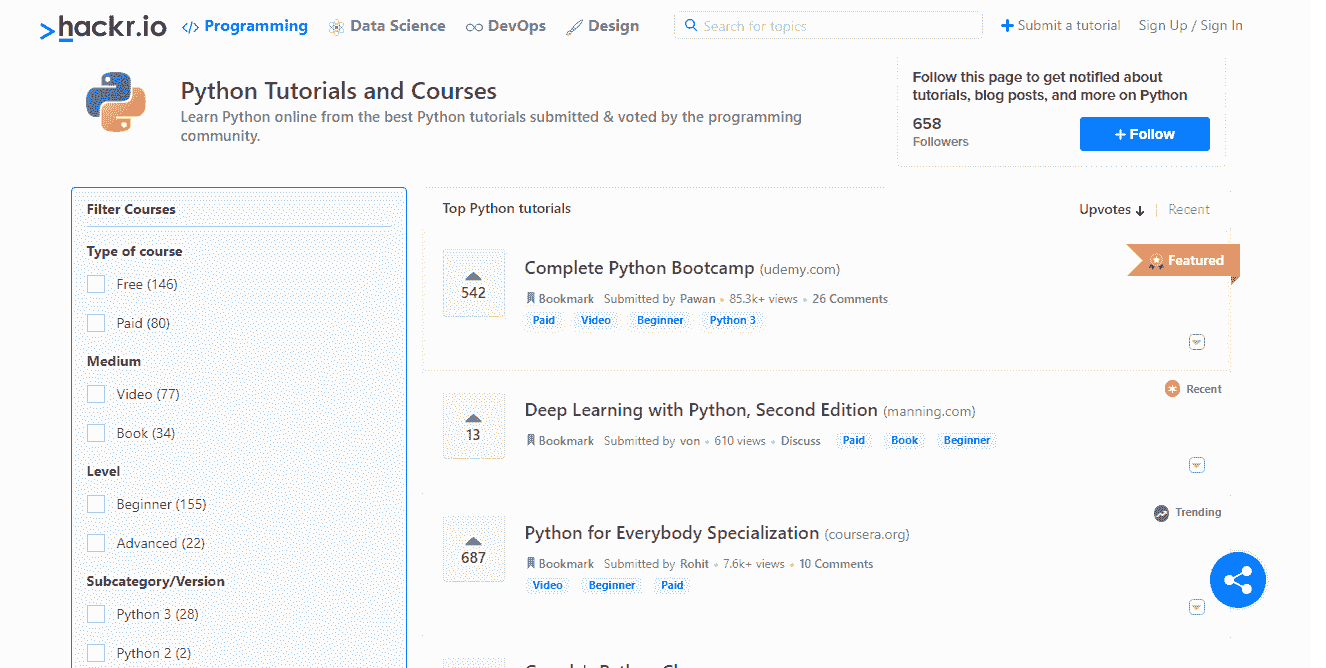 hackr.io
Programming
Data Science
DevOps
Design
Search for topics
Submit a tutorial
Sign Up / Sign In
Python Tutorials and Courses
Learn Python online from the best Python tutorials submitted & voted by the programming
community.
Follow this page to get notified about
tutorials, blog posts, and more on Python
658
Followers
+ Follow
Filter Courses
Type of course
Free (146)
Paid (80)
Medium
Video (77)
Book (34)
Level
Beginner (155)
Advanced (22)
Subcategory/Version
Python 3 (28)
Python 2 (2)
Top Python tutorials
Upwotes ↓ | Recent
Featured
542
Complete Python Bootcamp (udemy.com)
Bookmark Submitted by Pawan • 85.3k+ views • 26 Comments
Paid Video Beginner Python 3
Recent
13
Deep Learning with Python, Second Edition (manning.com)
Bookmark Submitted by von • 610 views • Discuss Paid Book Beginner
Trending
687
Python for Everybody Specialization (coursera.org)
Bookmark Submitted by Rohit • 7.6k+ views • 10 Comments
Video Beginner Paid